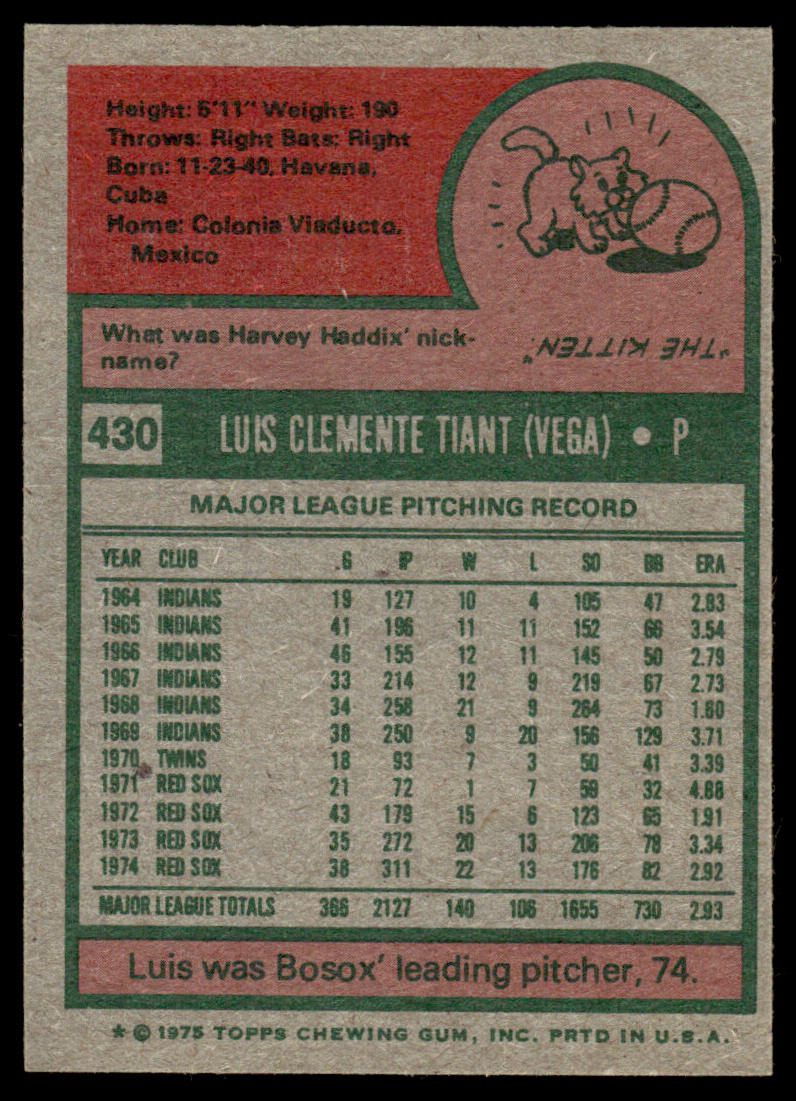 Height: 5'11" Weight: 190
Throws: Right Bats: Right
Born: 11-23-40, Havana,
Cuba
Home: Colonia Viaducto,
Mexico
What was Harvey Haddix' nick-
name?
"THE KITTEN".
430 LUIS CLEMENTE TIANT (VEGA) • P
MAJOR LEAGUE PITCHING RECORD
YEAR CLUB G IP W L SO BB ERA
1964 INDIANS 19 127 10 4 105 47 2.83
1965 INDIANS 41 196 11 11 152 66 3.54
1966 INDIANS 46 155 12 11 145 50 2.79
1967 INDIANS 33 214 12 9 219 67 2.73
1968 INDIANS 34 258 21 9 264 73 1.60
1969 INDIANS 38 250 9 20 156 129 3.71
1970 TWINS 18 93 7 3 50 41 3.39
1971 RED SOX 21 72 1 7 59 32 4.88
1972 RED SOX 43 179 15 6 123 65 1.91
1973 RED SOX 35 272 20 13 206 78 3.34
1974 RED SOX 38 311 22 13 176 82 2.92
MAJOR LEAGUE TOTALS 366 2127 140 106 1655 730 2.93
Luis was Bosox' leading pitcher, 74.
* © 1975 TOPPS CHEWING GUM, INC. PRTD IN U.S.A.